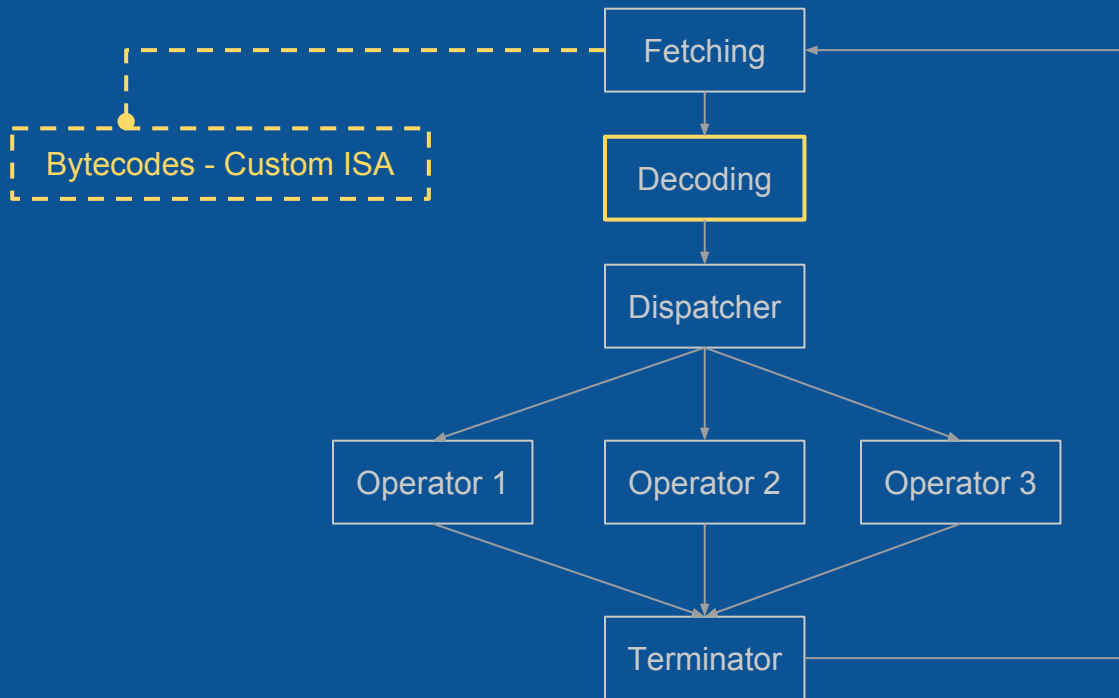 Fetching
Bytecodes - Custom ISA
Decoding
Dispatcher
Operator 1
Operator 2
Operator 3
Terminator